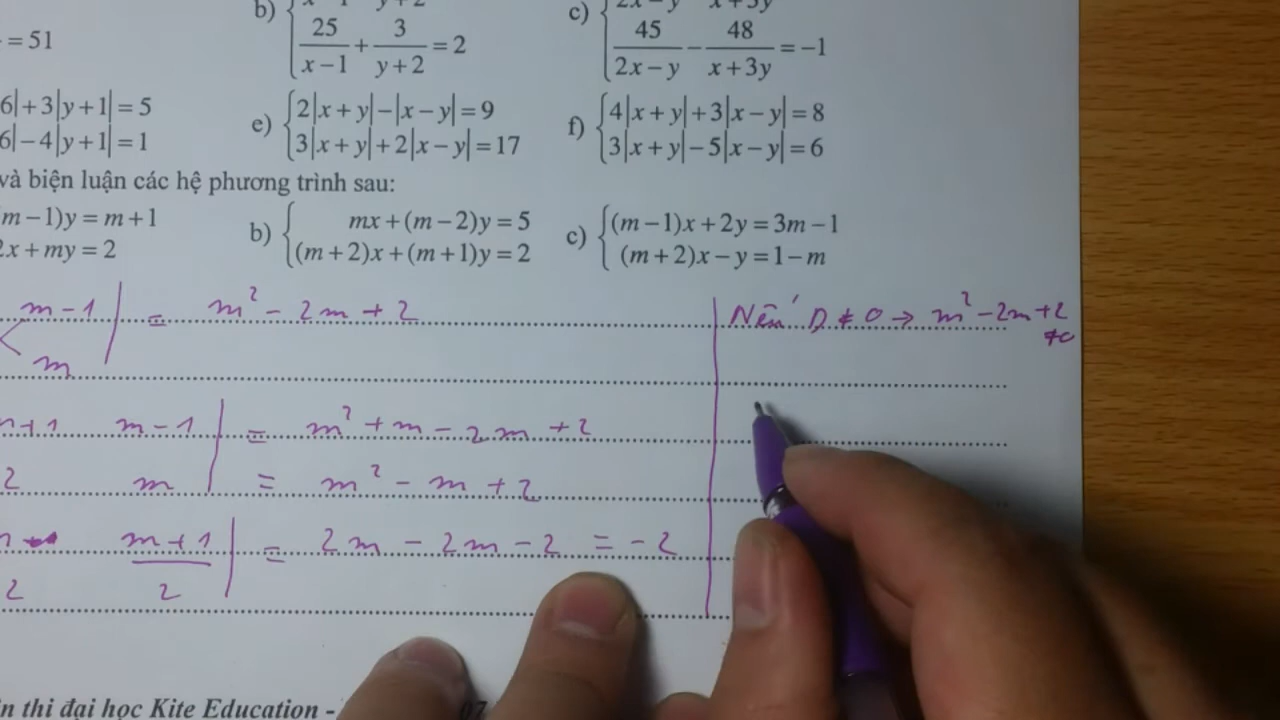 = 51
b) { 25/(x−1) + 3/(y+2) = 2
c) { 45/(2x−y) − 48/(x+3y) = −1
6|+3|y+1|=5
6|−4|y+1|=1
e) { 2|x+y|−|x−y|=9
3|x+y|+2|x−y|=17
f) { 4|x+y|+3|x−y|=8
3|x+y|−5|x−y|=6
và biện luận các hệ phương trình sau:
m−1)y = m+1
x+my = 2
b) { mx+(m−2)y = 5
(m+2)x+(m+1)y = 2
c) { (m−1)x+2y = 3m−1
(m+2)x−y = 1−m
m−1 | = m² − 2m + 2
m
+1 m−1 | = m² + m − 2m + 2
2 m | = m² − m + 2
m+1 | = 2m − 2m − 2 = −2
2 2
Nếu D ≠ 0 → m² − 2m + 2
≠0
thi đại học Kite Education -